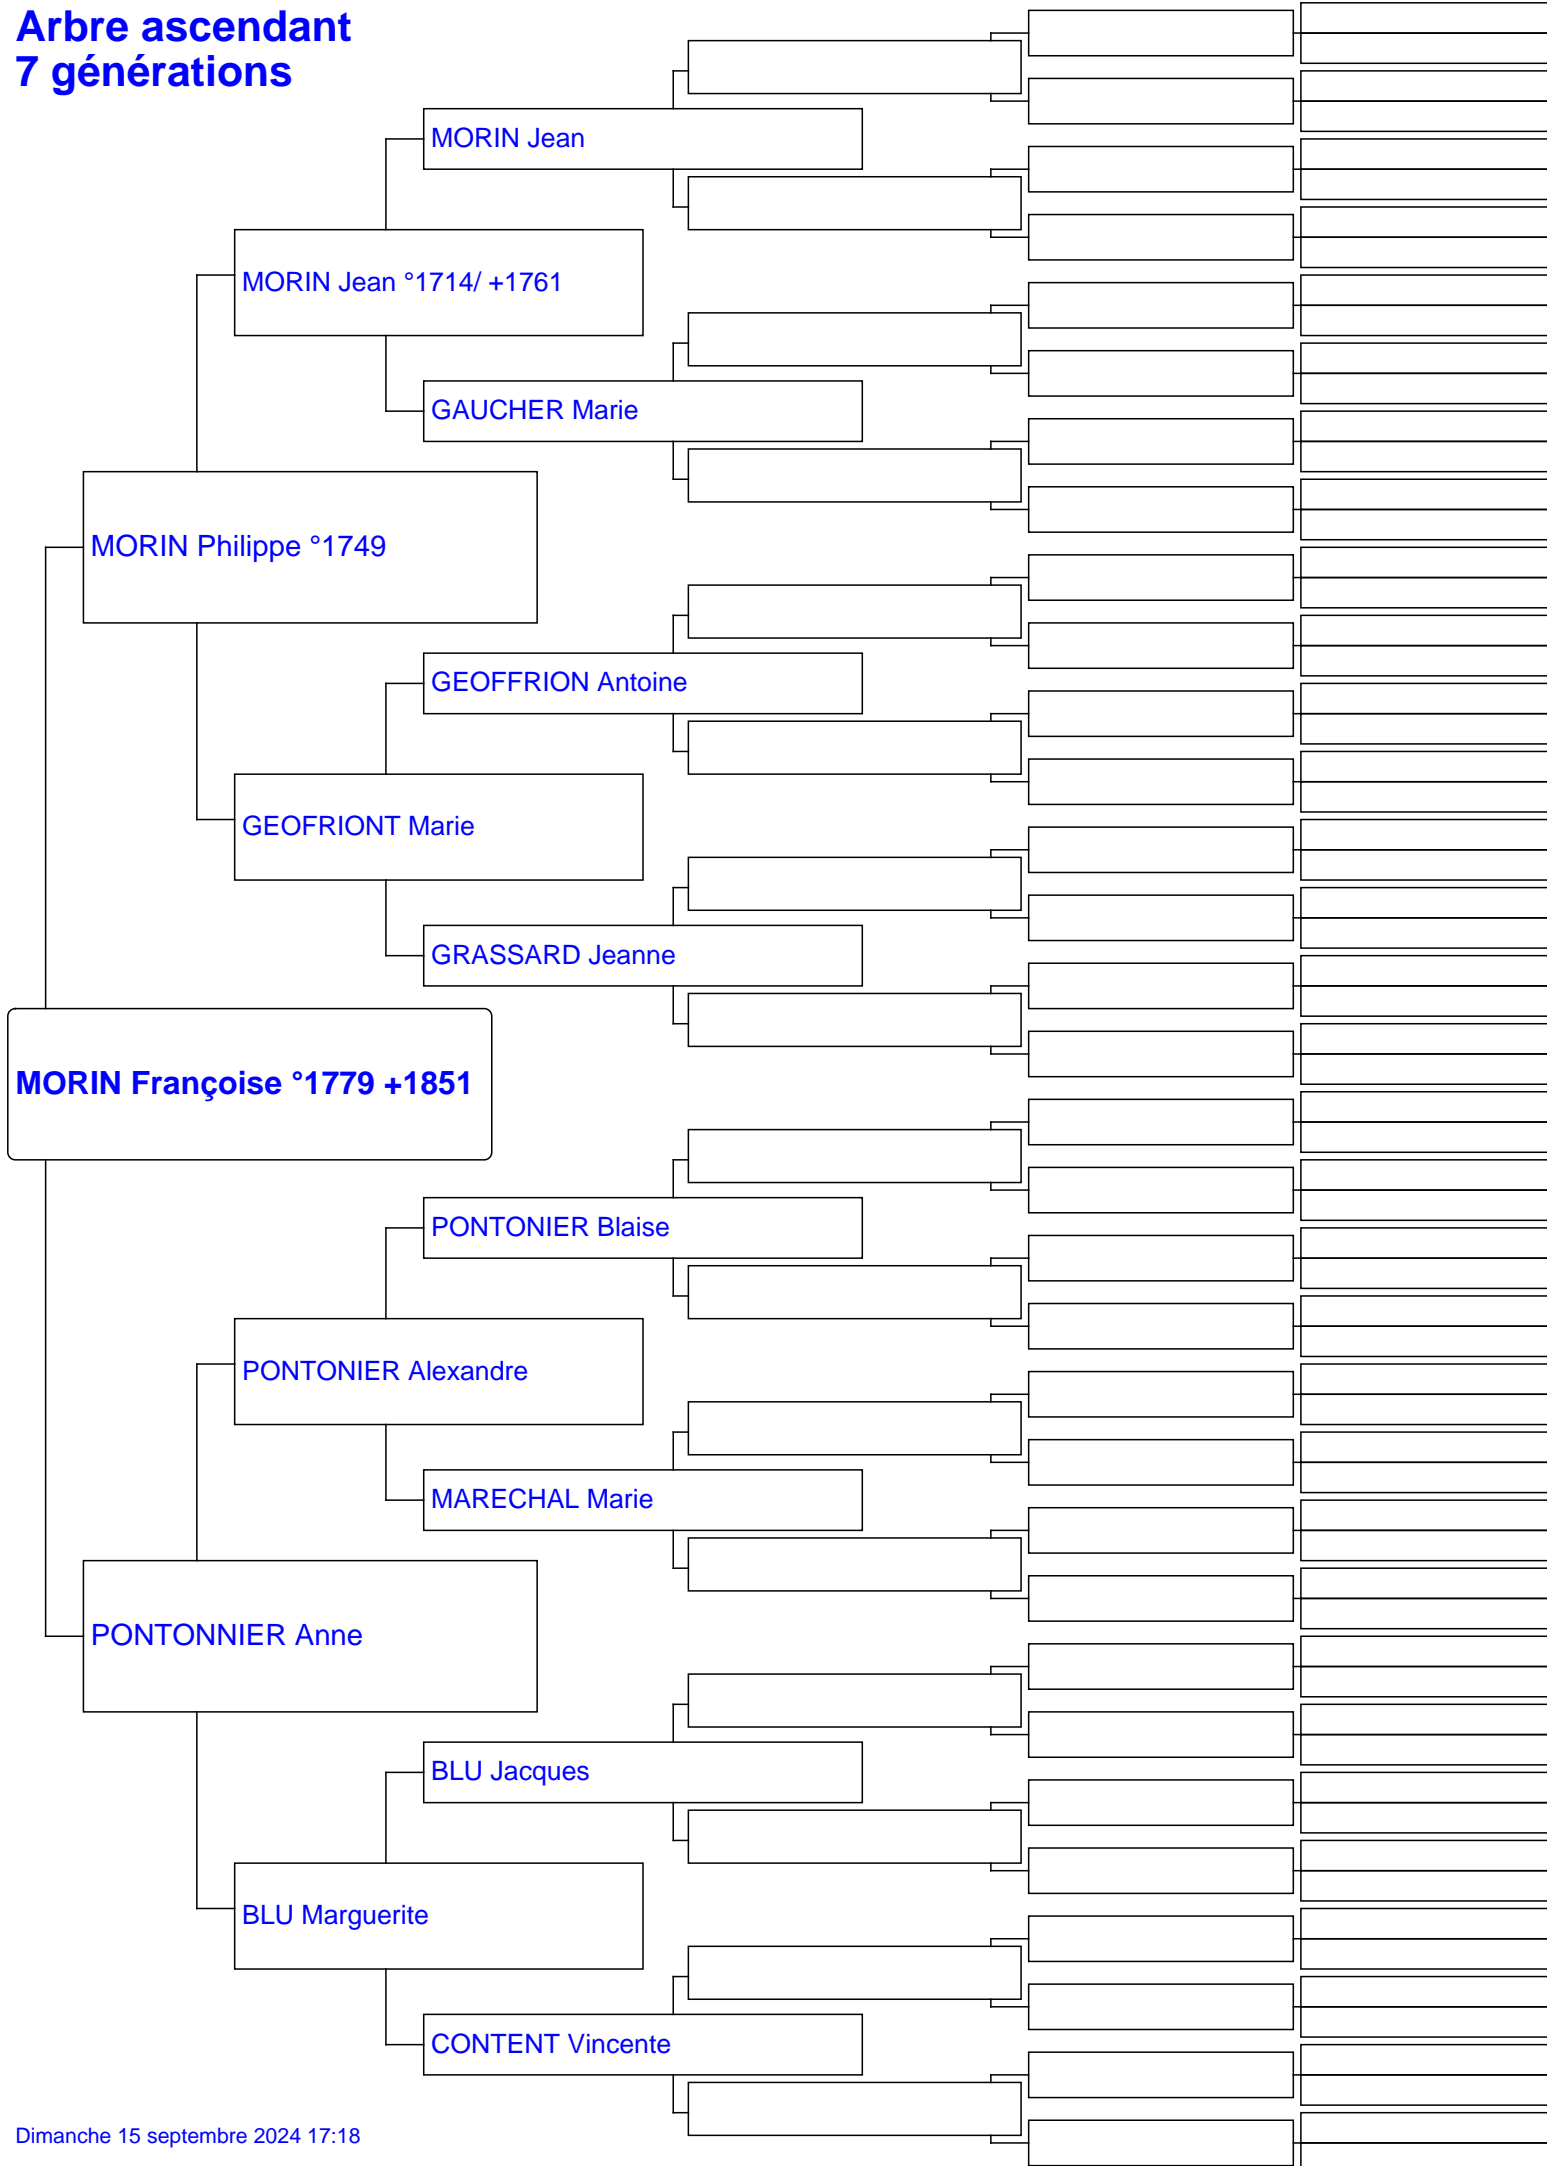 Arbre ascendant
7 générations
MORIN Jean
MORIN Jean °1714/ +1761
GAUCHER Marie
MORIN Philippe °1749
GEOFFRION Antoine
GEOFRIONT Marie
GRASSARD Jeanne
MORIN Françoise °1779 +1851
PONTONIER Blaise
PONTONIER Alexandre
MARECHAL Marie
PONTONNIER Anne
BLU Jacques
BLU Marguerite
CONTENT Vincente
Dimanche 15 septembre 2024 17:18